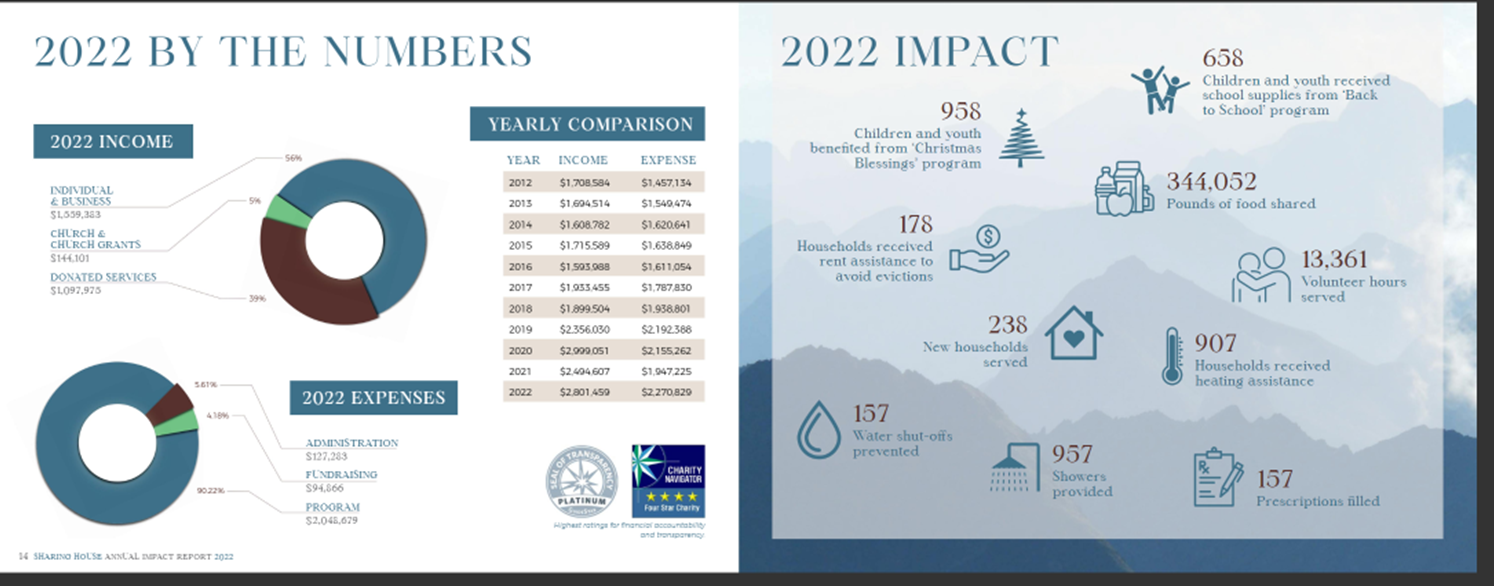 2022 BY THE NUMBERS
2022 INCOME
56%
INDIVIDUAL
& BUSINESS
$1,559,383
5%
CHURCH &
CHURCH GRANTS
$144,101
DONATED SERVICES
$1,097,975
39%
YEARLY COMPARISON
YEAR INCOME EXPENSE
2012 $1,708,584 $1,457,134
2013 $1,694,514 $1,549,474
2014 $1,608,782 $1,620,641
2015 $1,715,589 $1,638,849
2016 $1,593,988 $1,611,054
2017 $1,933,455 $1,787,830
2018 $1,899,504 $1,938,801
2019 $2,356,030 $2,192,388
2020 $2,999,051 $2,155,262
2021 $2,494,607 $1,947,225
2022 $2,801,459 $2,270,829
2022 EXPENSES
5.61%
4.18%
ADMINISTRATION
$127,283
FUNDRAISING
$94,866
90.22%
PROGRAM
$2,048,679
SEAL OF TRANSPARENCY
PLATINUM
CHARITY
NAVIGATOR
Four Star Charity
Highest ratings for financial accountability
and transparency.
14 SHARING HOUSE ANNUAL IMPACT REPORT 2022
2022 IMPACT
658
Children and youth received
school supplies from 'Back
to School' program
958
Children and youth
benefited from 'Christmas
Blessings' program
344,052
Pounds of food shared
178
Households received
rent assistance to
avoid evictions
13,361
Volunteer hours
served
238
New households
served
907
Households received
heating assistance
157
Water shut-offs
prevented
957
Showers
provided
Rx
157
Prescriptions filled